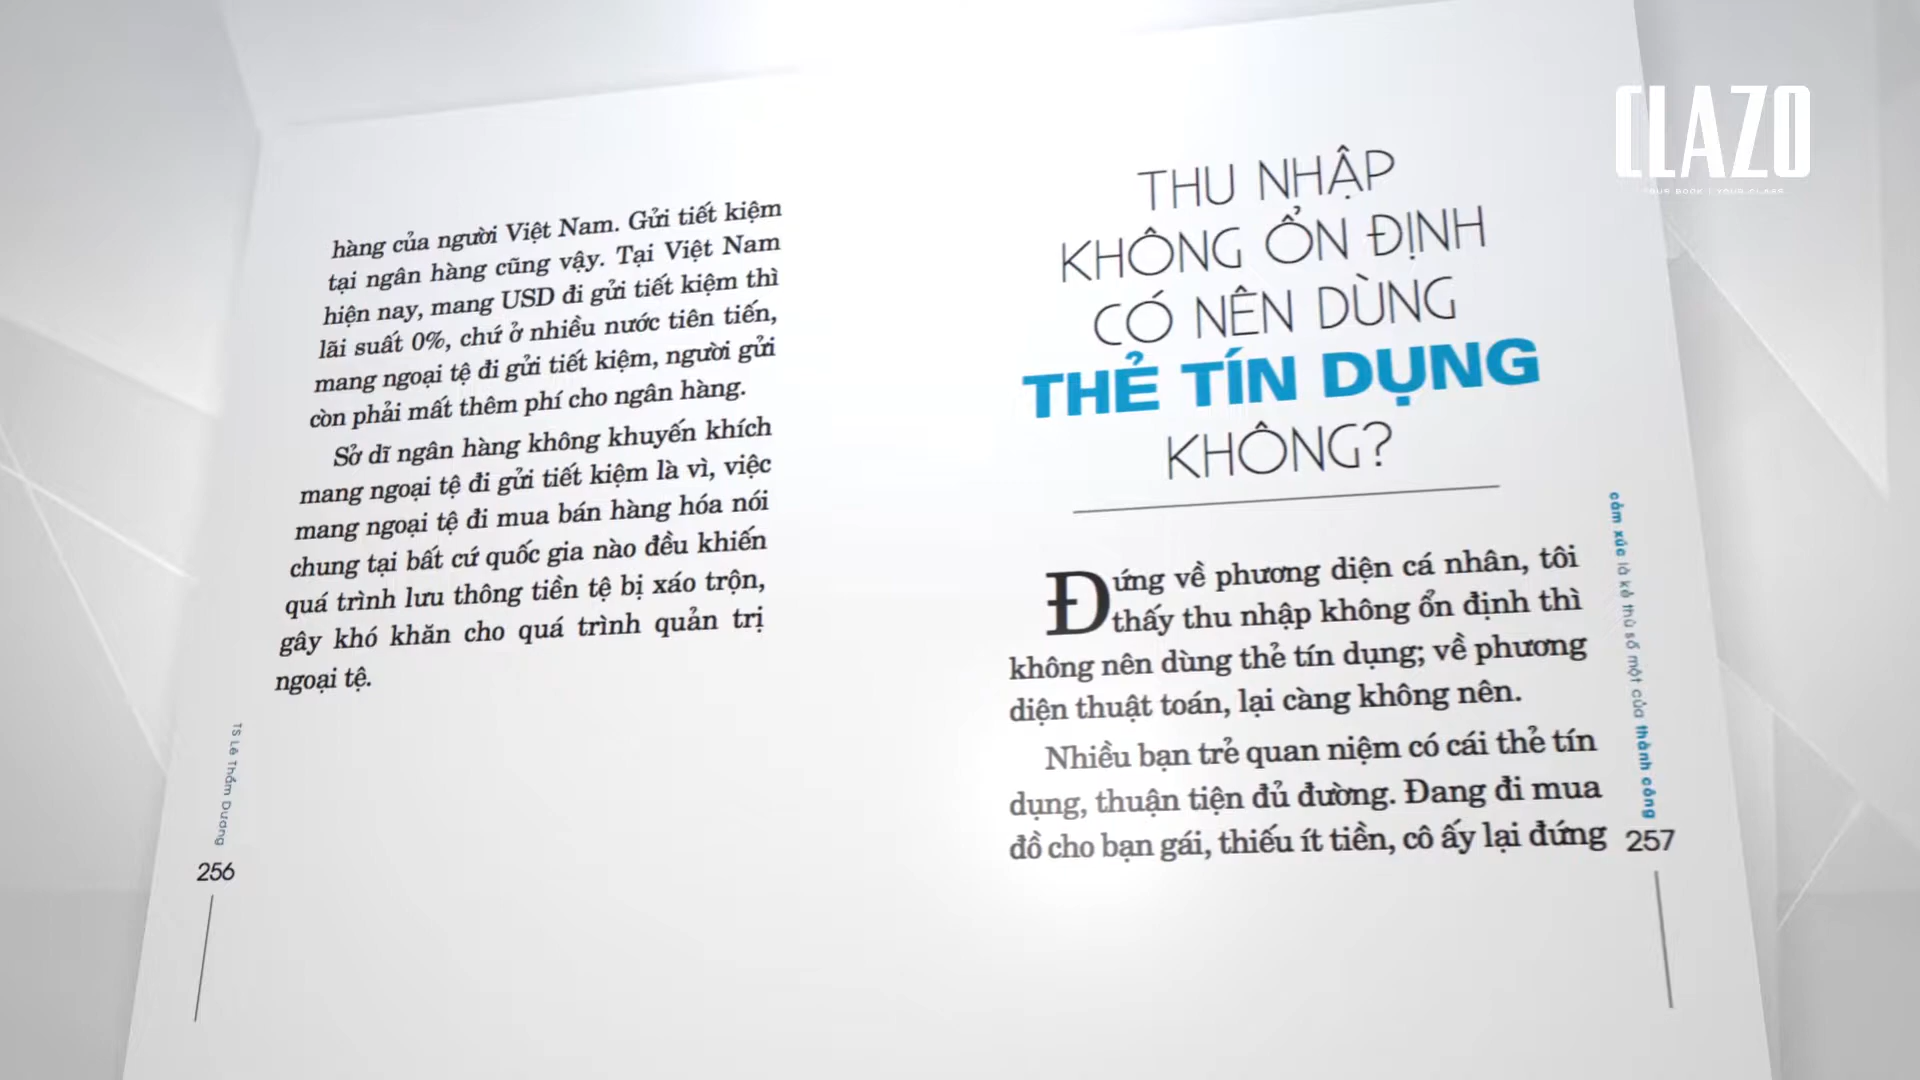 hàng của người Việt Nam. Gửi tiết kiệm
tại ngân hàng cũng vậy. Tại Việt Nam
hiện nay, mang USD đi gửi tiết kiệm thì
lãi suất 0%, chứ ở nhiều nước tiên tiến,
mang ngoại tệ đi gửi tiết kiệm, người gửi
còn phải mất thêm phí cho ngân hàng.
Sở dĩ ngân hàng không khuyến khích
mang ngoại tệ đi gửi tiết kiệm là vì, việc
mang ngoại tệ đi mua bán hàng hóa nói
chung tại bất cứ quốc gia nào đều khiến
quá trình lưu thông tiền tệ bị xáo trộn,
gây khó khăn cho quá trình quản trị
ngoại tệ.
TS Lê Thẩm Dương
256
CLAZO
YOUR BOOK | YOUR CLASS
THU NHẬP
KHÔNG ỔN ĐỊNH
CÓ NÊN DÙNG
THẺ TÍN DỤNG
KHÔNG?
Đứng về phương diện cá nhân, tôi
thấy thu nhập không ổn định thì
không nên dùng thẻ tín dụng; về phương
diện thuật toán, lại càng không nên.
Nhiều bạn trẻ quan niệm có cái thẻ tín
dụng, thuận tiện đủ đường. Đang đi mua
đồ cho bạn gái, thiếu ít tiền, cô ấy lại đứng
cảm xúc là kẻ thù số một của thành công
257